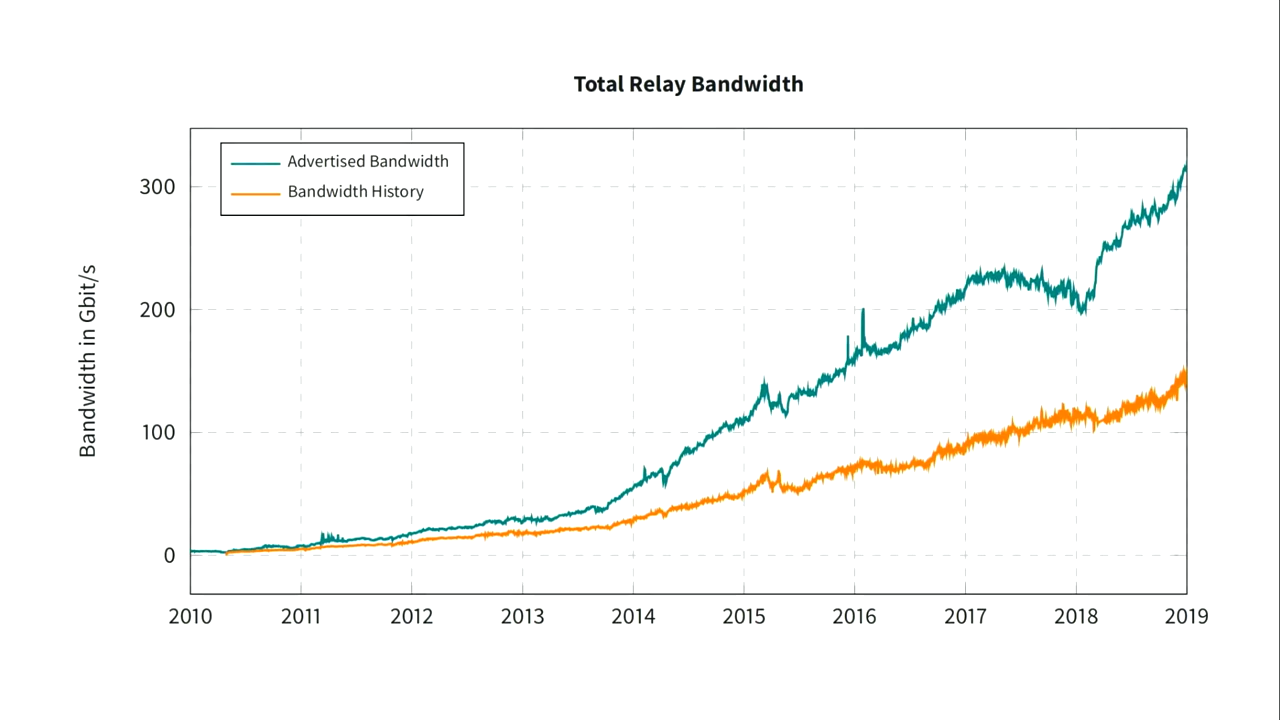 Total Relay Bandwidth
Advertised Bandwidth
Bandwidth History
Bandwidth in Gbit/s
300
200
100
0
2010 2011 2012 2013 2014 2015 2016 2017 2018 2019